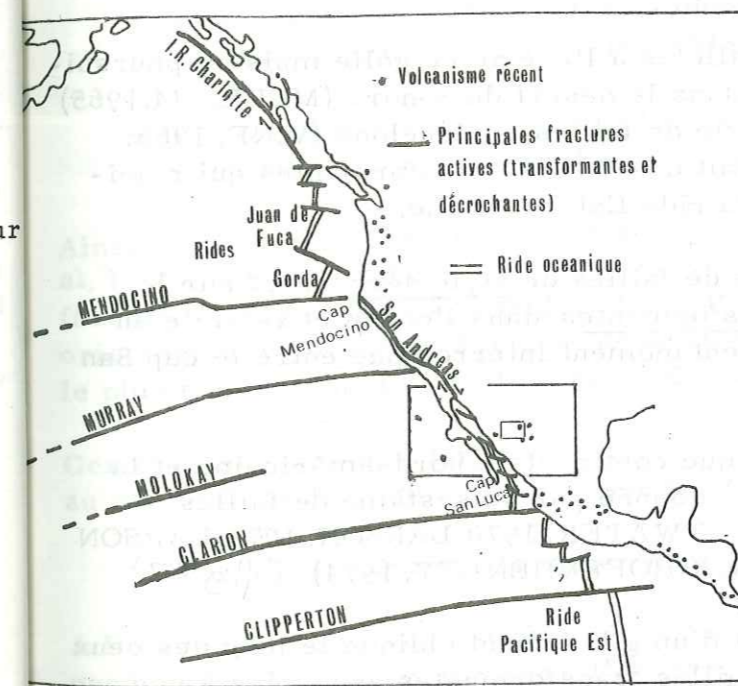 I.R. Charlotte
Volcanisme récent
Principales fractures
actives (transformantes et
décrochantes)
Ride oceanique
Juan de
Fuca
Rides
Gorda
MENDOCINO
Cap
Mendocino
San Andreas
MURRAY
MOLOKAY
Cap
San Luca
CLARION
CLIPPERTON
Ride
Pacifique Est